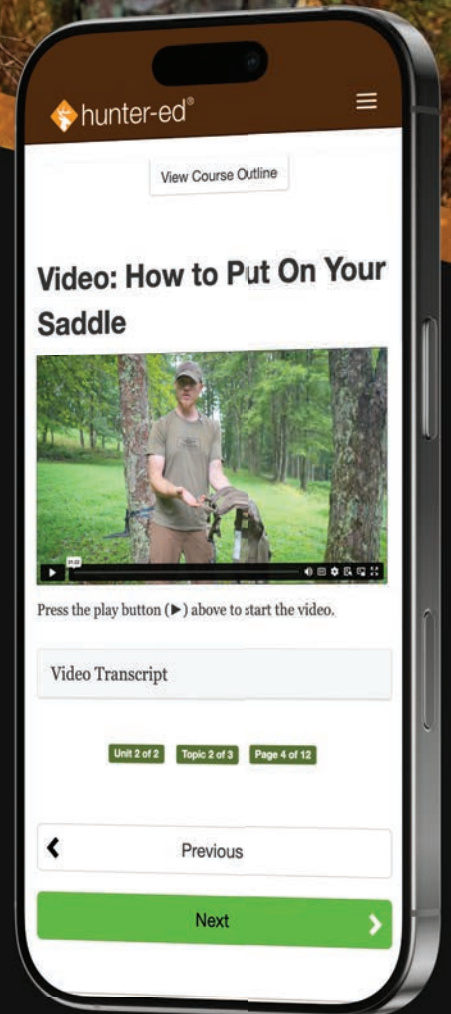 hunter-ed®
View Course Outline
Video: How to Put On Your
Saddle
Press the play button (▶) above to start the video.
Video Transcript
Unit 2 of 2 Topic 2 of 3 Page 4 of 12
Previous
Next